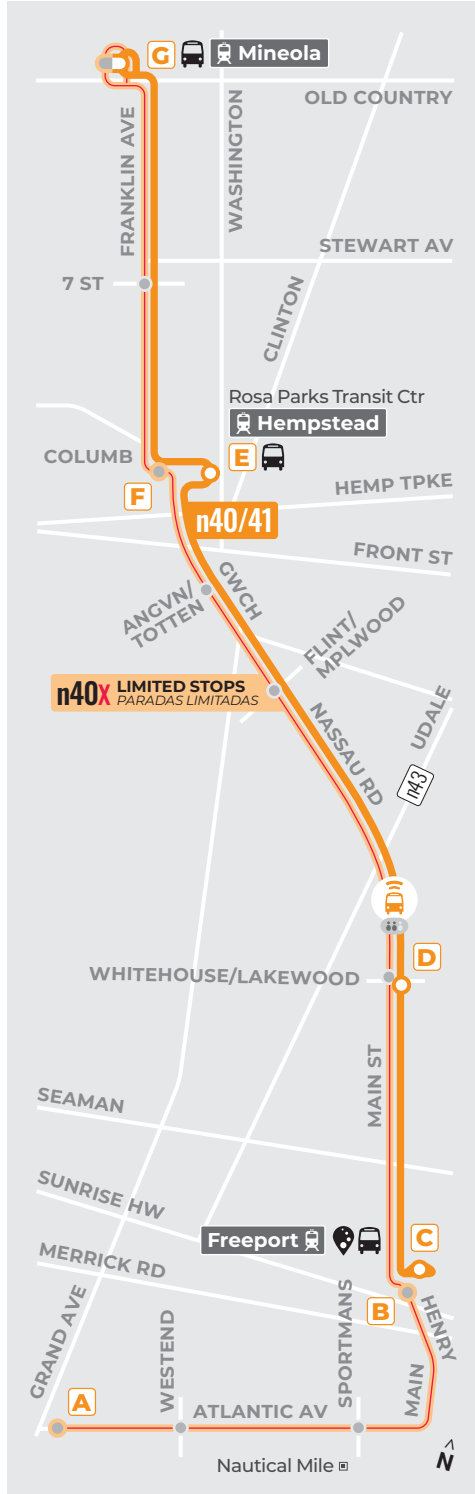 G
Mineola
OLD COUNTRY
FRANKLIN AVE
WASHINGTON
STEWART AV
7 ST
CLINTON
Rosa Parks Transit Ctr
Hempstead
COLUMB
E
F
HEMP TPKE
n40/41
FRONT ST
ANGVN/
TOTTEN
GWCH
FLINT/
MPLWOOD
n40X LIMITED STOPS
PARADAS LIMITADAS
NASSAU RD
UDALE
n43
D
WHITEHOUSE/LAKEWOOD
MAIN ST
SEAMAN
SUNRISE HW
Freeport
C
MERRICK RD
B
HENRY
GRAND AVE
WESTEND
SPORTMANS
MAIN
A
ATLANTIC AV
Nautical Mile
N